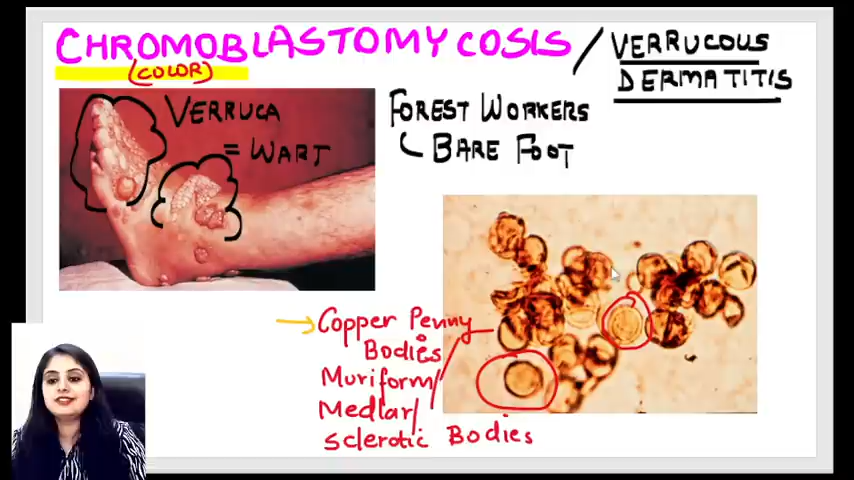 CHROMOBLASTOMYCOSIS / VERRUCOUS
DERMATITIS
(COLOR)
VERRUCA
= WART
FOREST WORKERS
BARE FOOT
→ Copper Penny
Bodies
Muriform/
Medlar/
Sclerotic Bodies